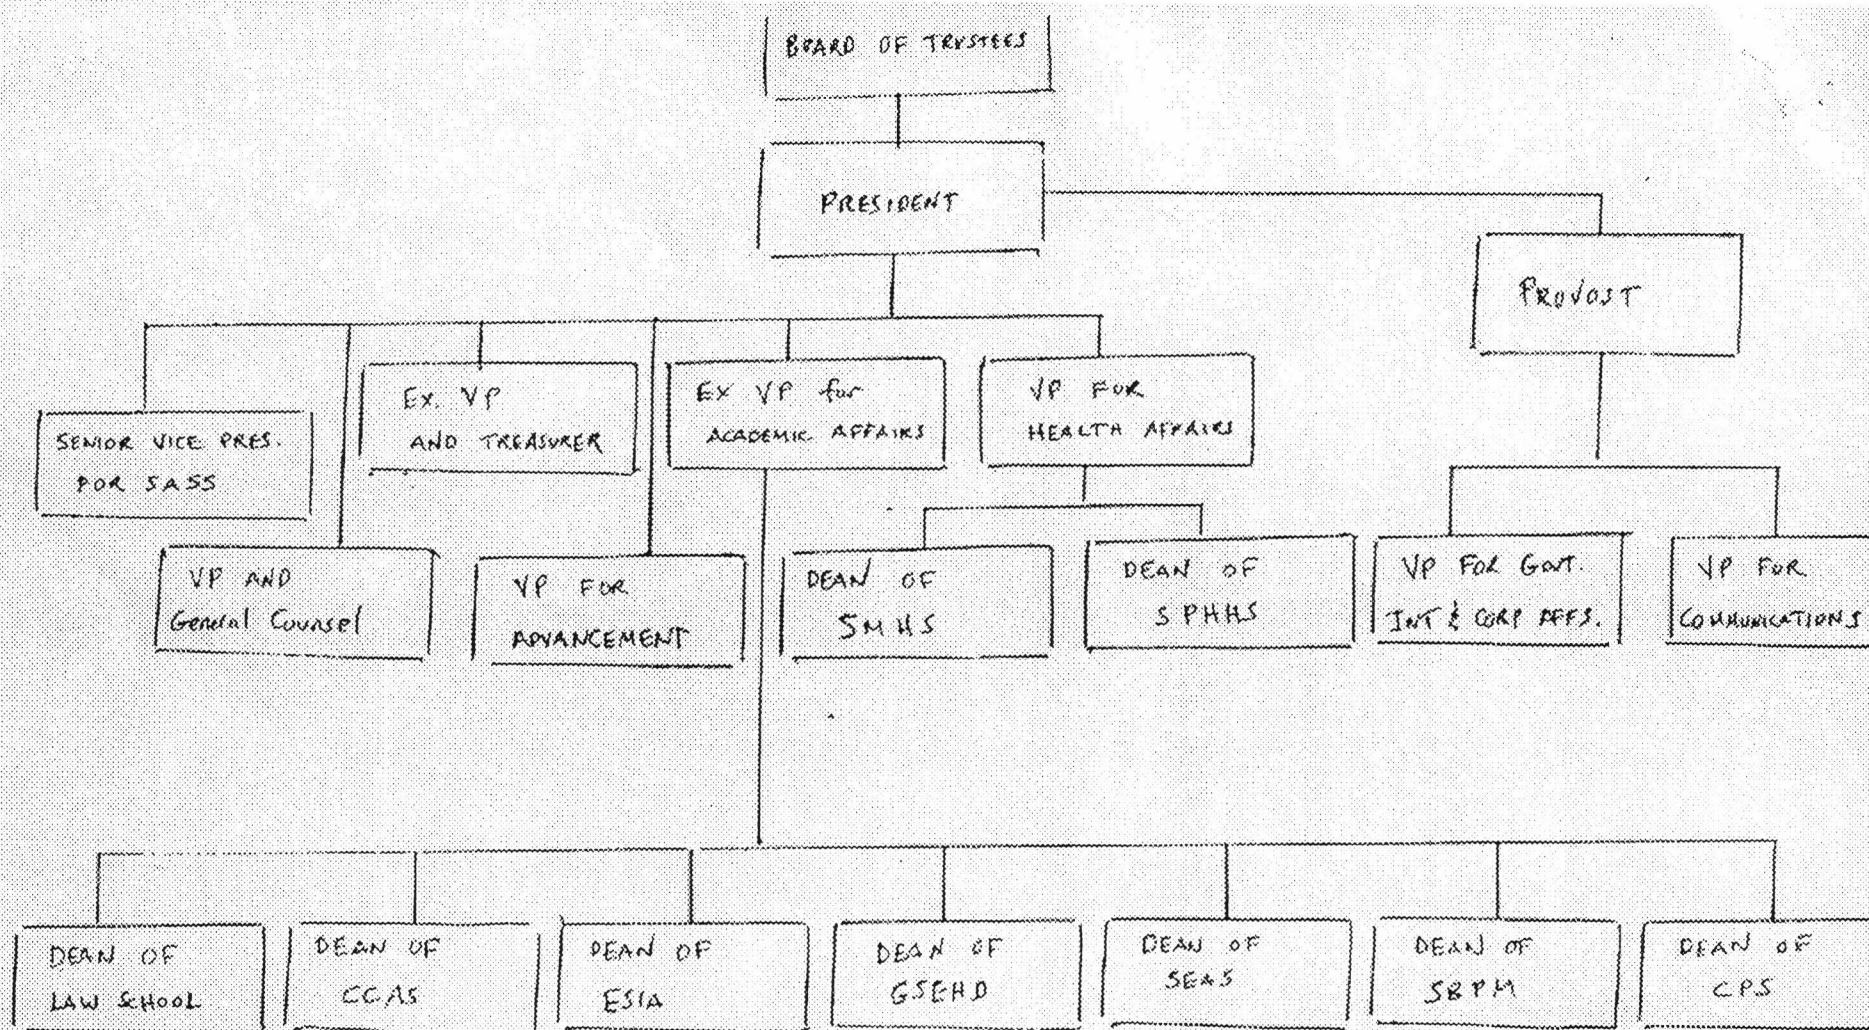 BOARD OF TRUSTEES
PRESIDENT
PROVOST
EX. VP
AND TREASURER
EX VP for
ACADEMIC AFFAIRS
VP FOR
HEALTH AFFAIRS
SENIOR VICE PRES.
FOR SASS
VP AND
General Counsel
VP FOR
ADVANCEMENT
DEAN OF
SMHS
DEAN OF
SPHHS
VP FOR GOVT.
INT & CORP AFFS.
VP FOR
COMMUNICATIONS
DEAN OF
LAW SCHOOL
DEAN OF
CCAS
DEAN OF
ESIA
DEAN OF
GSEHD
DEAN OF
SEAS
DEAN OF
SBPM
DEAN OF
CPS